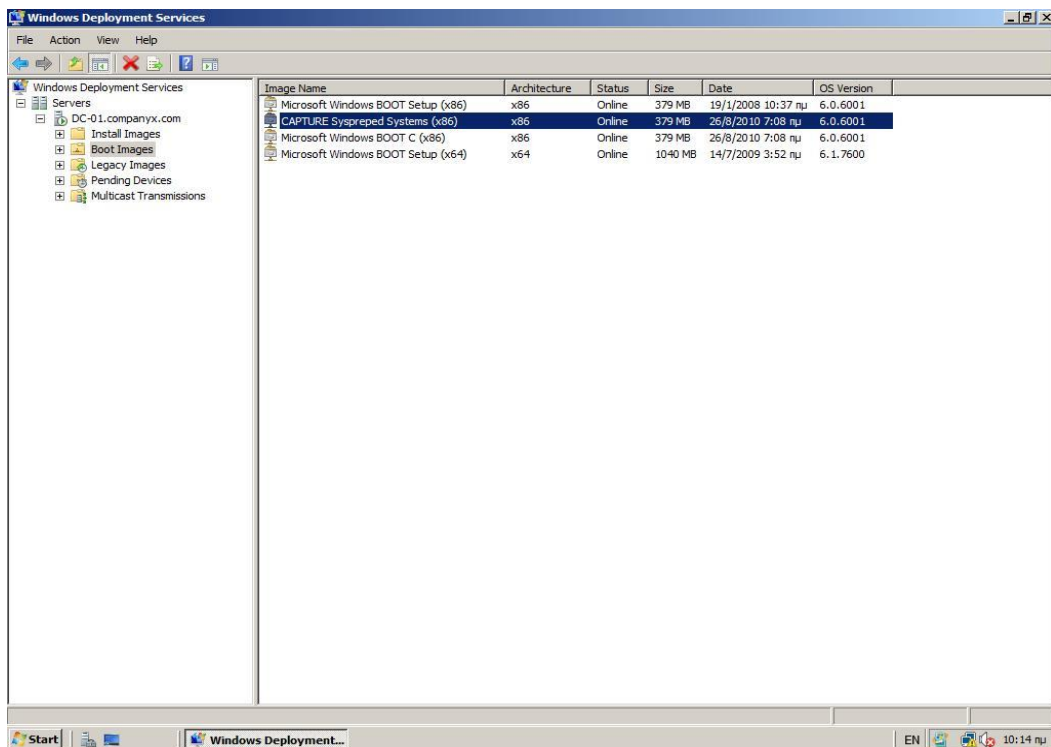 Windows Deployment Services
File Action View Help
Windows Deployment Services
Servers
DC-01.companyx.com
Install Images
Boot Images
Legacy Images
Pending Devices
Multicast Transmissions
Image Name Architecture Status Size Date OS Version
Microsoft Windows BOOT Setup (x86) x86 Online 379 MB 19/1/2008 10:37 πμ 6.0.6001
CAPTURE Syspreped Systems (x86) x86 Online 379 MB 26/8/2010 7:08 πμ 6.0.6001
Microsoft Windows BOOT C (x86) x86 Online 379 MB 26/8/2010 7:08 πμ 6.0.6001
Microsoft Windows BOOT Setup (x64) x64 Online 1040 MB 14/7/2009 3:52 πμ 6.1.7600
Start Windows Deployment... EN 10:14 πμ